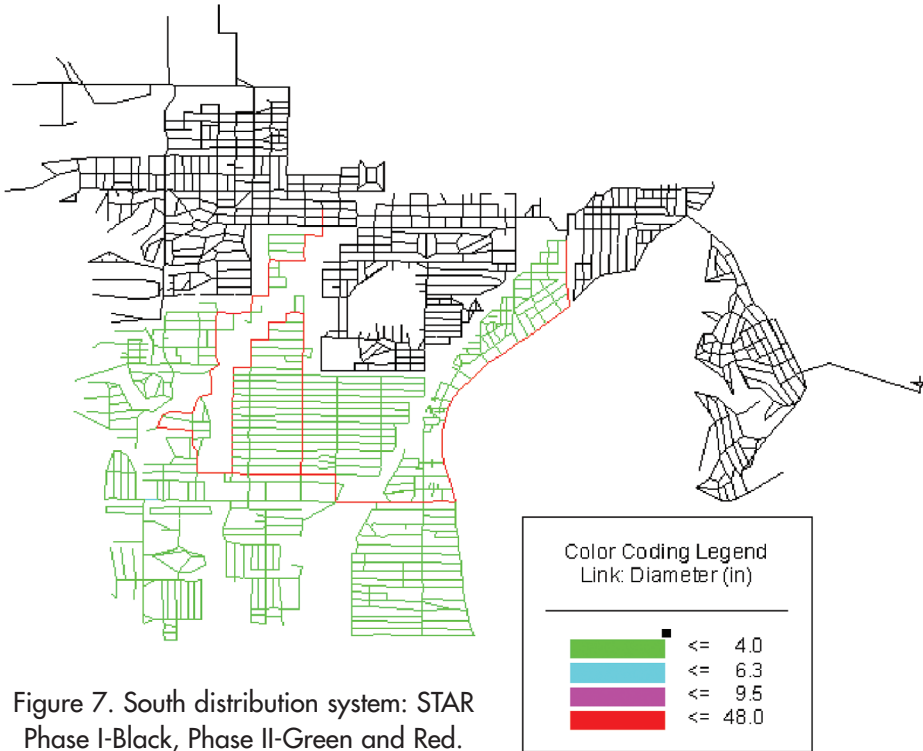 Color Coding Legend
Link: Diameter (in)
<= 4.0
<= 6.3
<= 9.5
<= 48.0
Figure 7. South distribution system: STAR
Phase I-Black, Phase II-Green and Red.